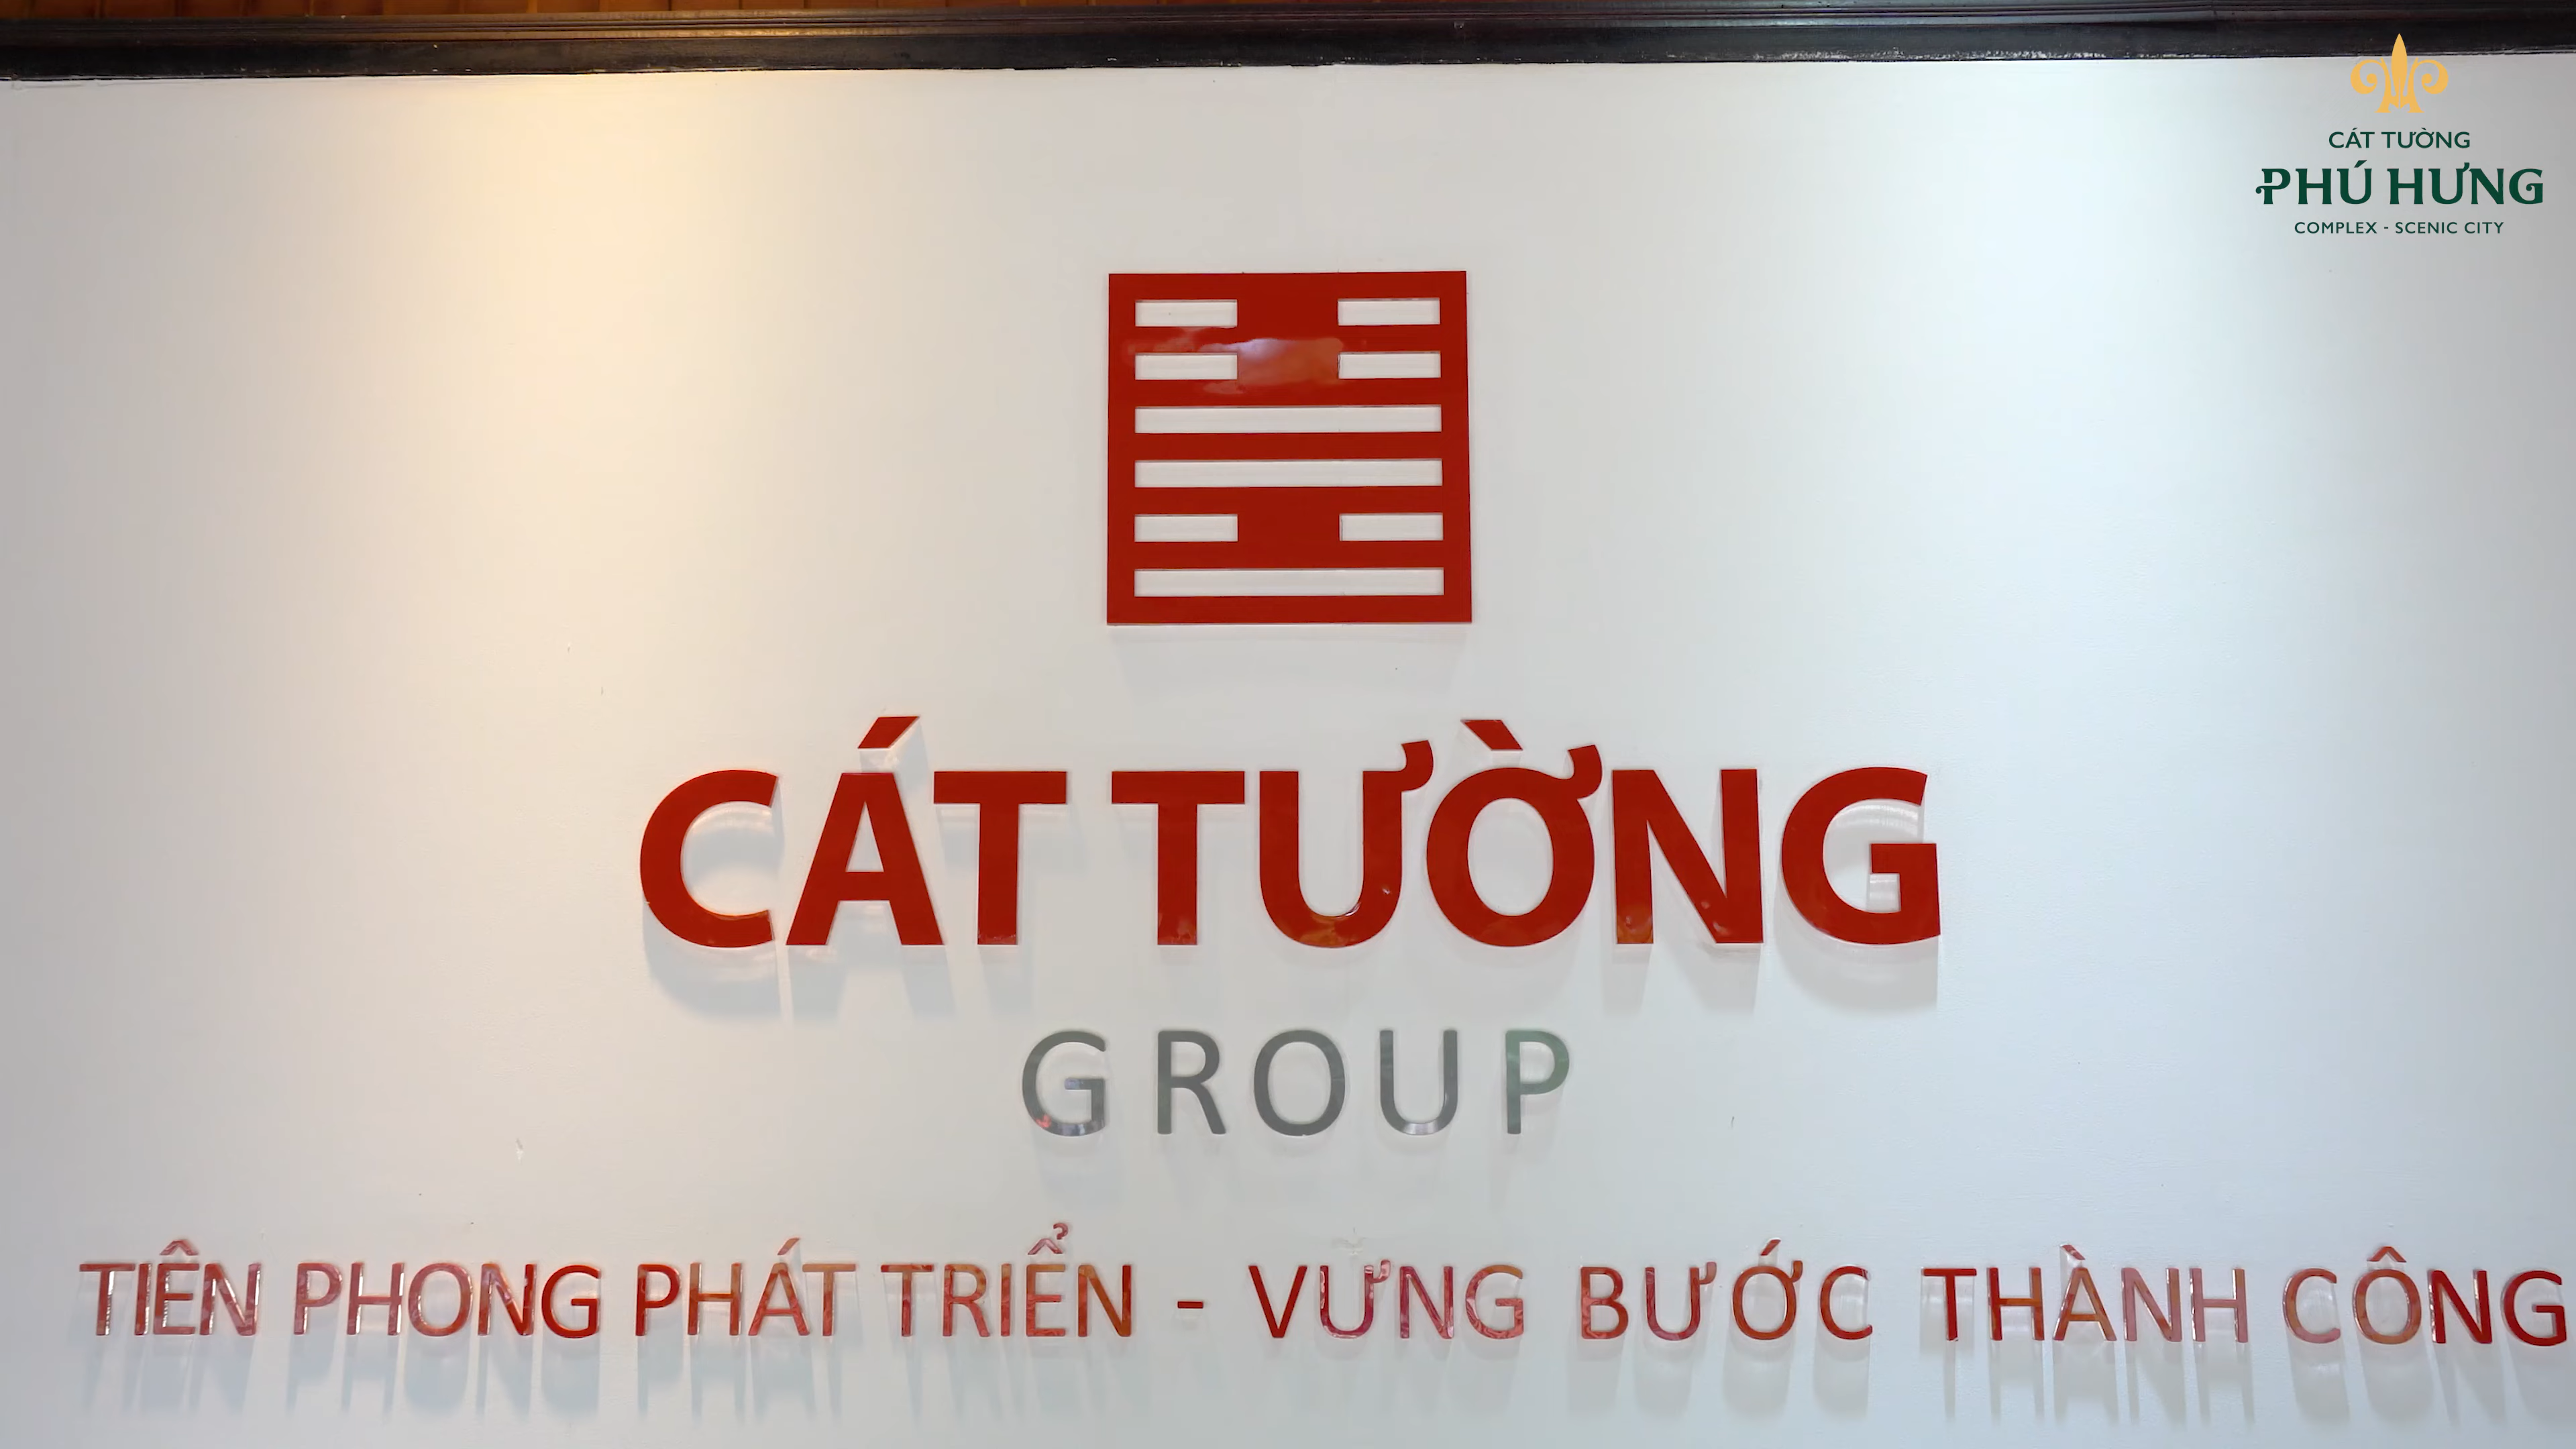 CÁT TƯỜNG
PHÚ HƯNG
COMPLEX - SCENIC CITY
CÁT TƯỜNG
GROUP
TIÊN PHONG PHÁT TRIỂN - VỮNG BƯỚC THÀNH CÔNG